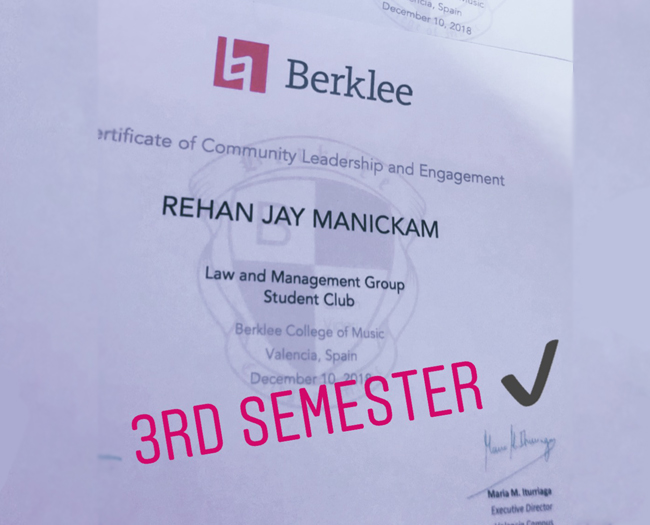 cia, Spain
December 10, 2018
Berklee
ertificate of Community Leadership and Engagement
REHAN JAY MANICKAM
Law and Management Group
Student Club
Berklee College of Music
Valencia, Spain
December 10, 2018
3RD SEMESTER ✔
Maria M. Iturriaga
Executive Director
Valencia Campus